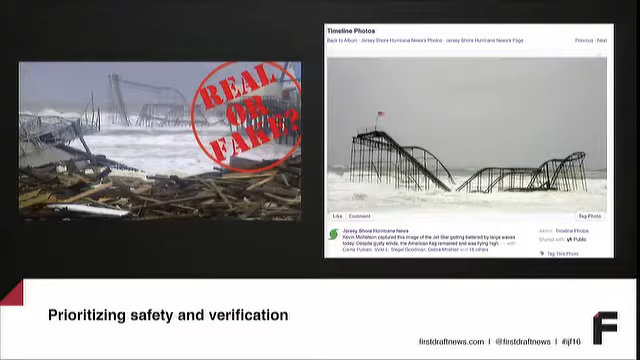 REAL
OR
FAKE?
Timeline Photos
Back to Album · Jersey Shore Hurricane News's Photos · Jersey Shore Hurricane News's Page
Previous · Next
Like
Comment
Tag Photo
Jersey Shore Hurricane News
Kevin McNelson captured this image of the Jet Star getting battered by large waves
today. Despite gusty winds, the American flag remained and was flying high.
Album: Timeline Photos
Shared with: Public
Tag This Photo
Prioritizing safety and verification
firstdraftnews.com | @firstdraftnews | #ijf16
F